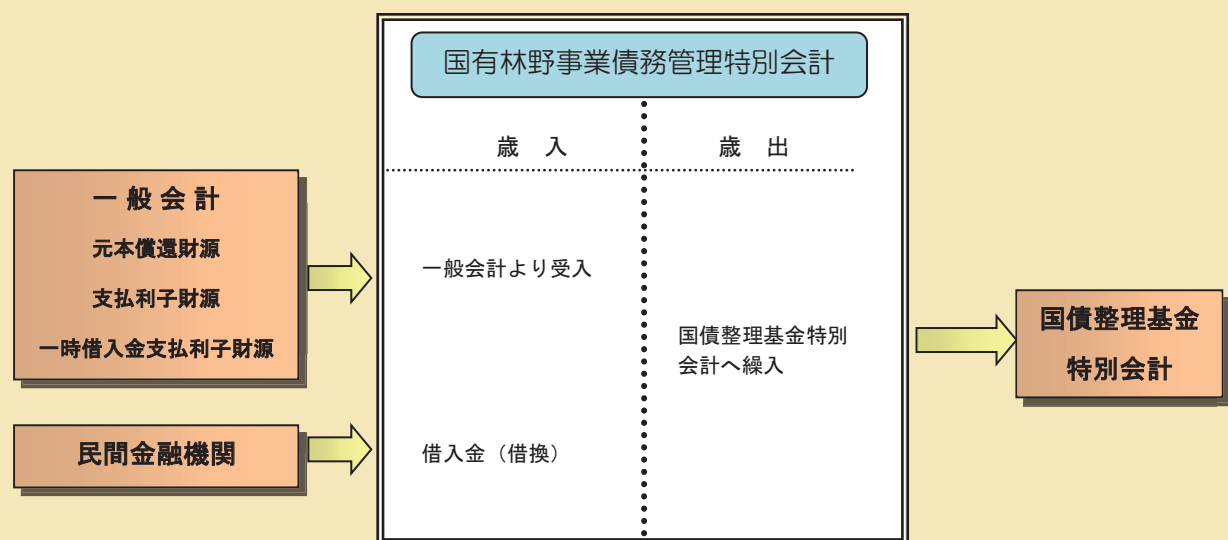 国有林野事業債務管理特別会計
歳 入
歳 出
一 般 会 計
元本償還財源
支払利子財源
一時借入金支払利子財源
民間金融機関
一般会計より受入
借入金（借換）
国債整理基金特別
会計へ繰入
国債整理基金
特別会計